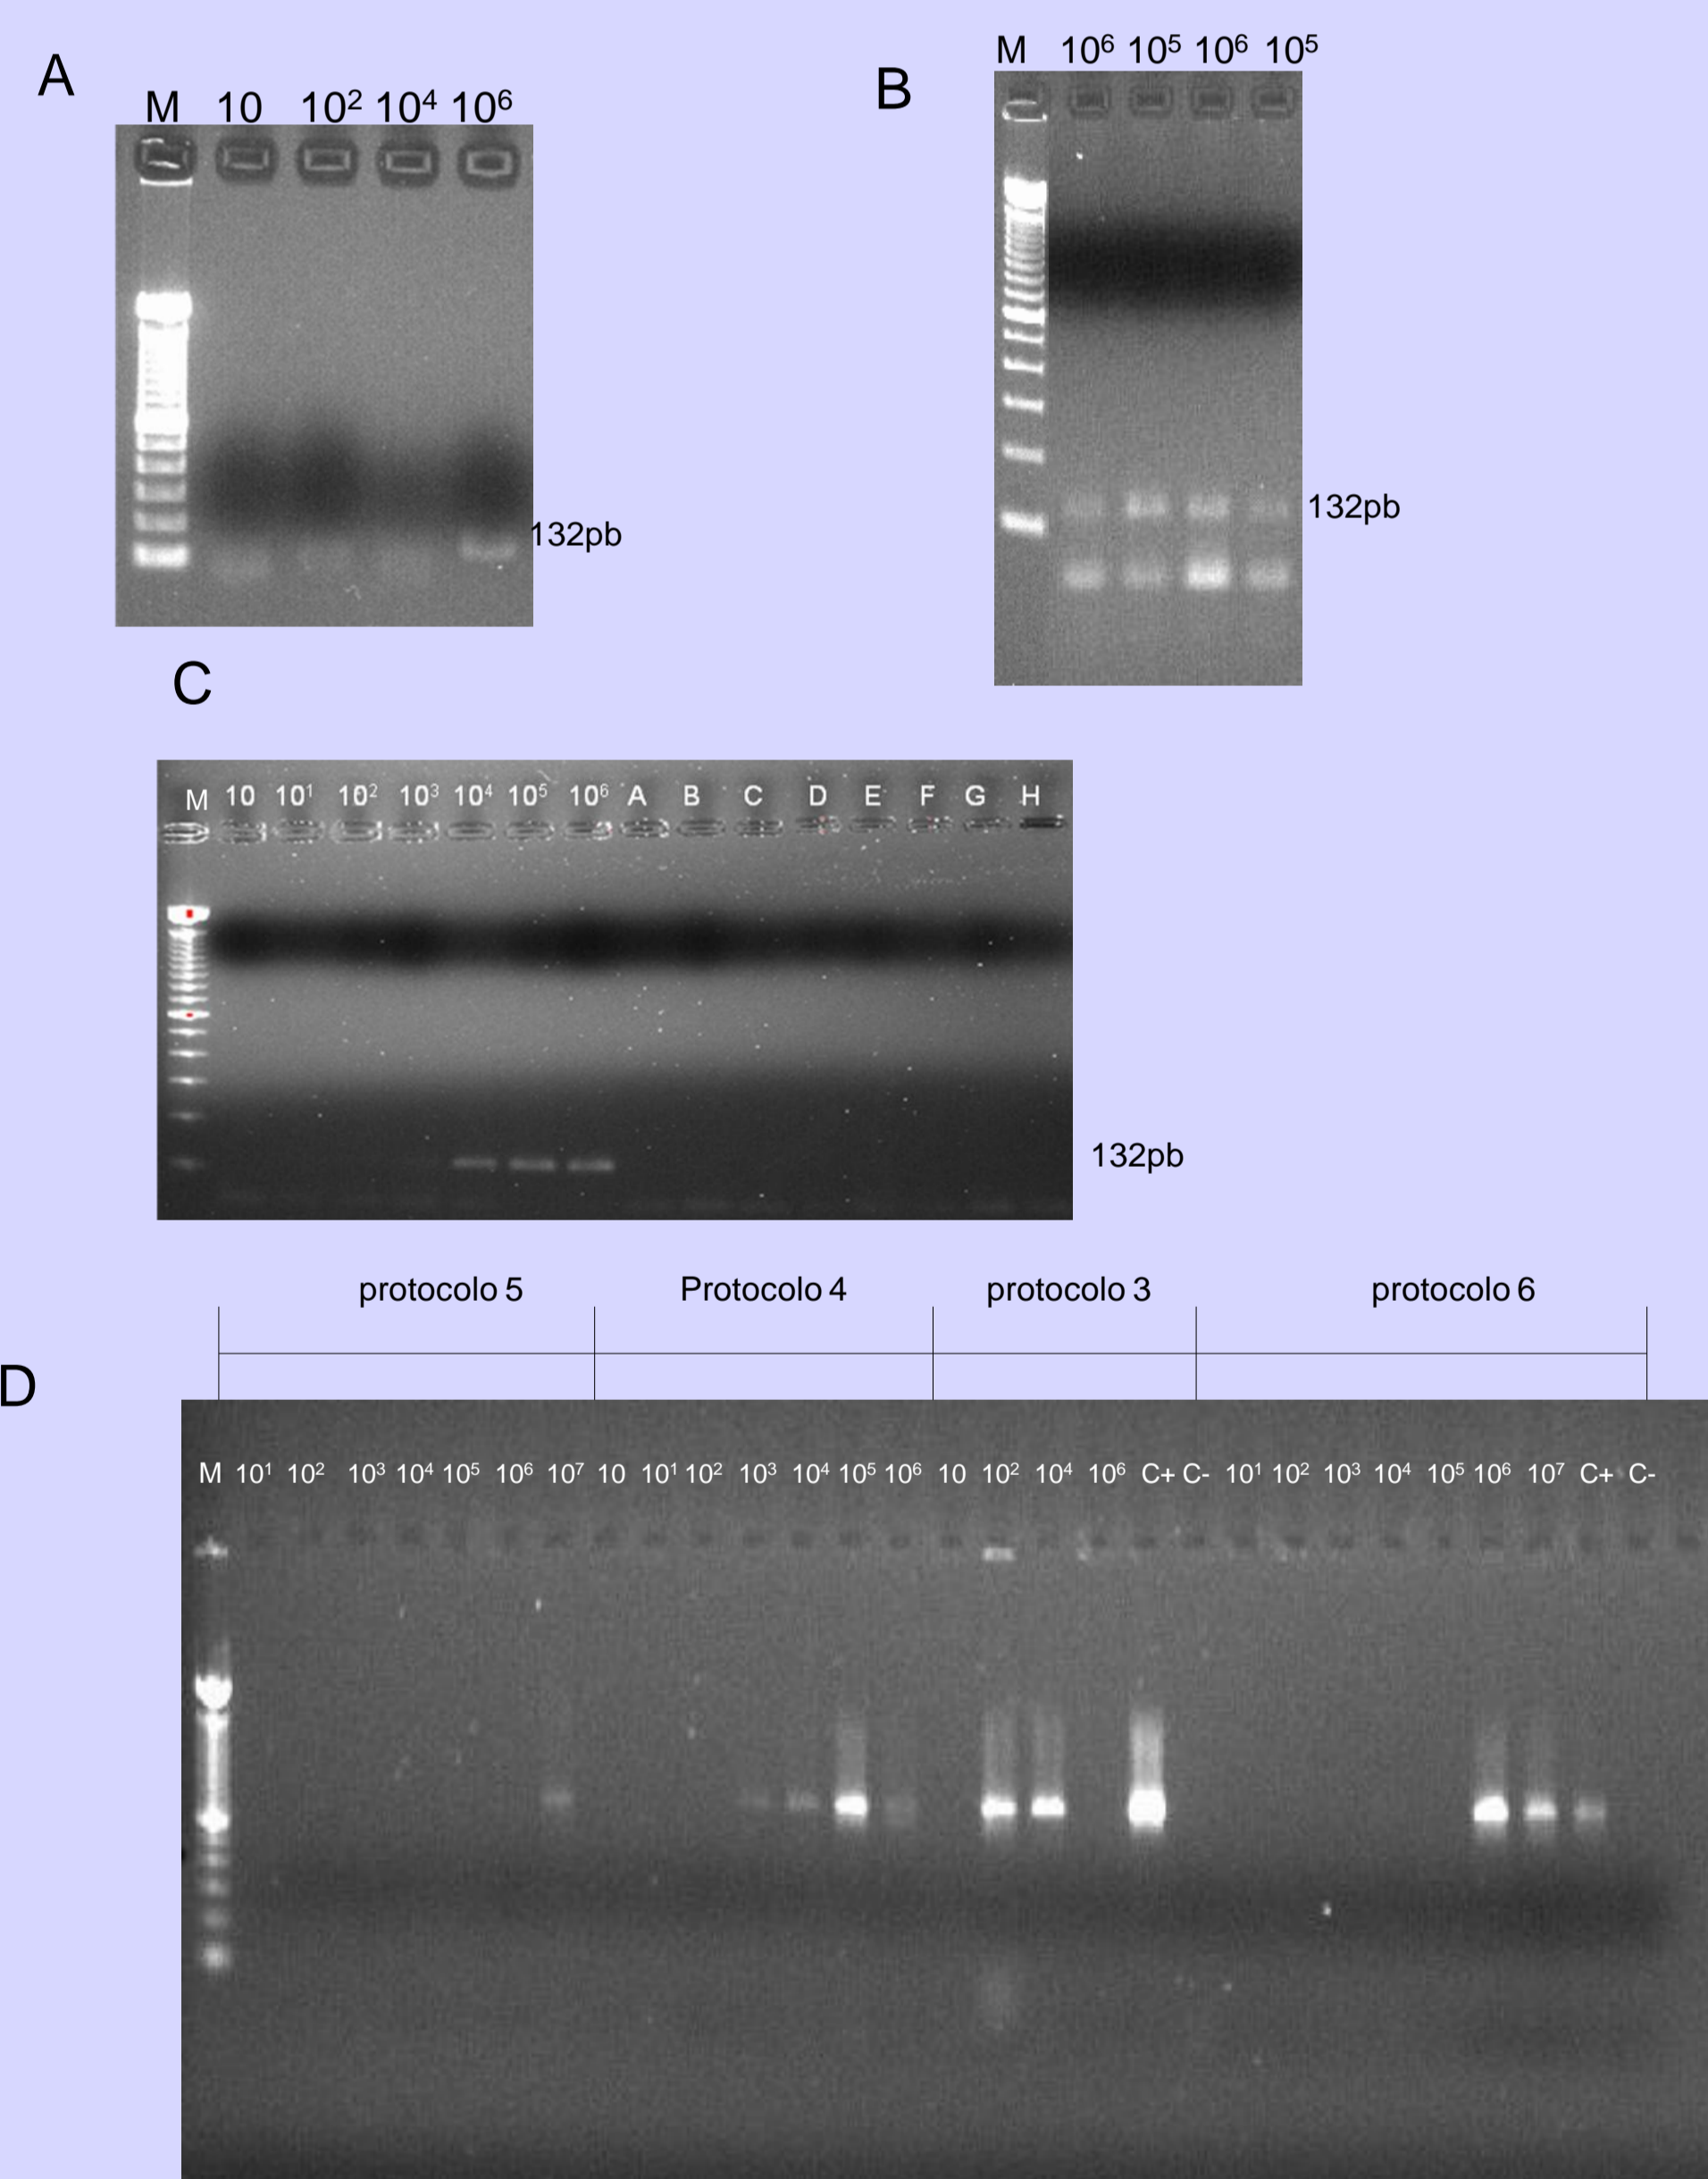 A
M 10 10² 10⁴ 10⁶
132pb
B
M 10⁶ 10⁵ 10⁶ 10⁵
132pb
C
M 10 10¹ 10² 10³ 10⁴ 10⁵ 10⁶ A B C D E F G H
132pb
protocolo 5 Protocolo 4 protocolo 3 protocolo 6
D
M 10¹ 10² 10³ 10⁴ 10⁵ 10⁶ 10⁷ 10 10¹ 10² 10³ 10⁴ 10⁵ 10⁶ 10 10² 10⁴ 10⁶ C+ C- 10¹ 10² 10³ 10⁴ 10⁵ 10⁶ 10⁷ C+ C-